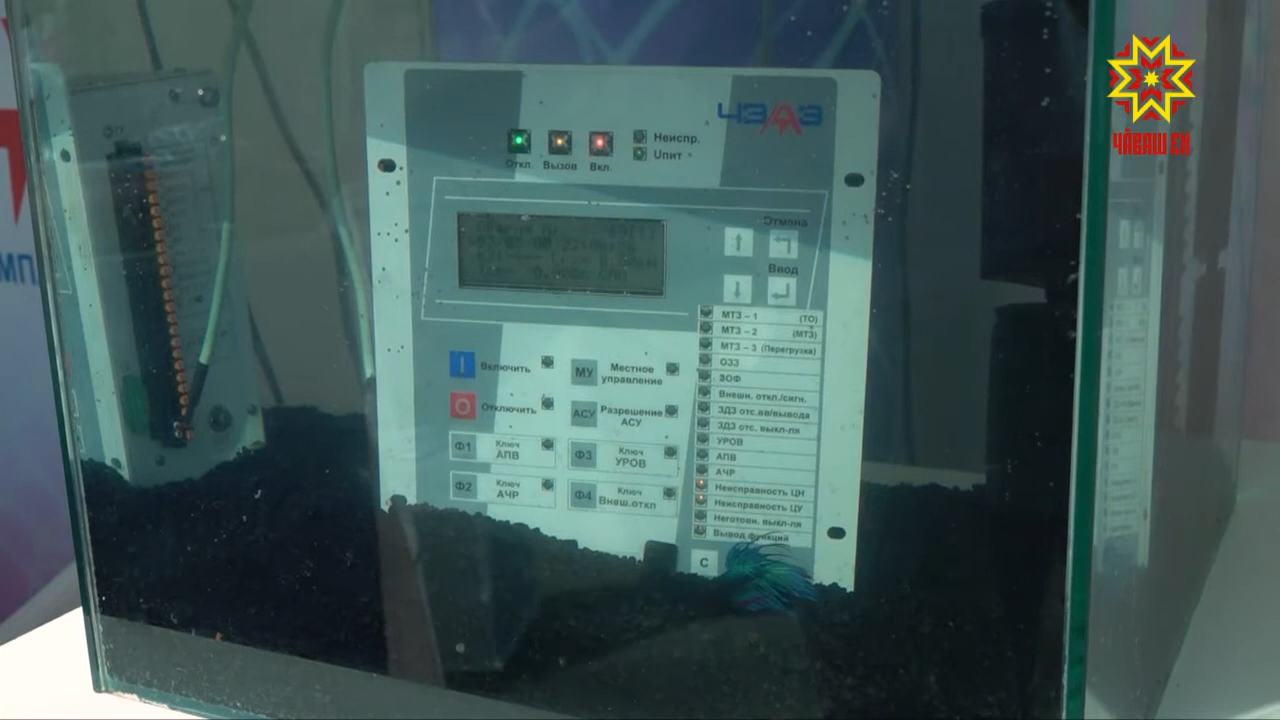 ЧЭАЗ
ЧӐВАШ ЕН
Неиспр.
Uпит
Откл. Вызов Вкл.
Отмена
Ввод
МТЗ – 1 (ТО)
МТЗ – 2 (МТЗ)
МТЗ – 3 (Перегрузка)
ОЗЗ
ЗОФ
Внешн. откл./сигн.
ЗДЗ отс. вв/вывода
ЗДЗ отс. выкл-ля
УРОВ
АПВ
АЧР
Неисправность ЦН
Неисправность ЦУ
Неготовн. выкл-ля
Вывод функций
С
I Включить
О Отключить
МУ Местное
управление
АСУ Разрешение
АСУ
Ф1 Ключ
АПВ
Ф3 Ключ
УРОВ
Ф2 Ключ
АЧР
Ф4 Ключ
Внеш.откл